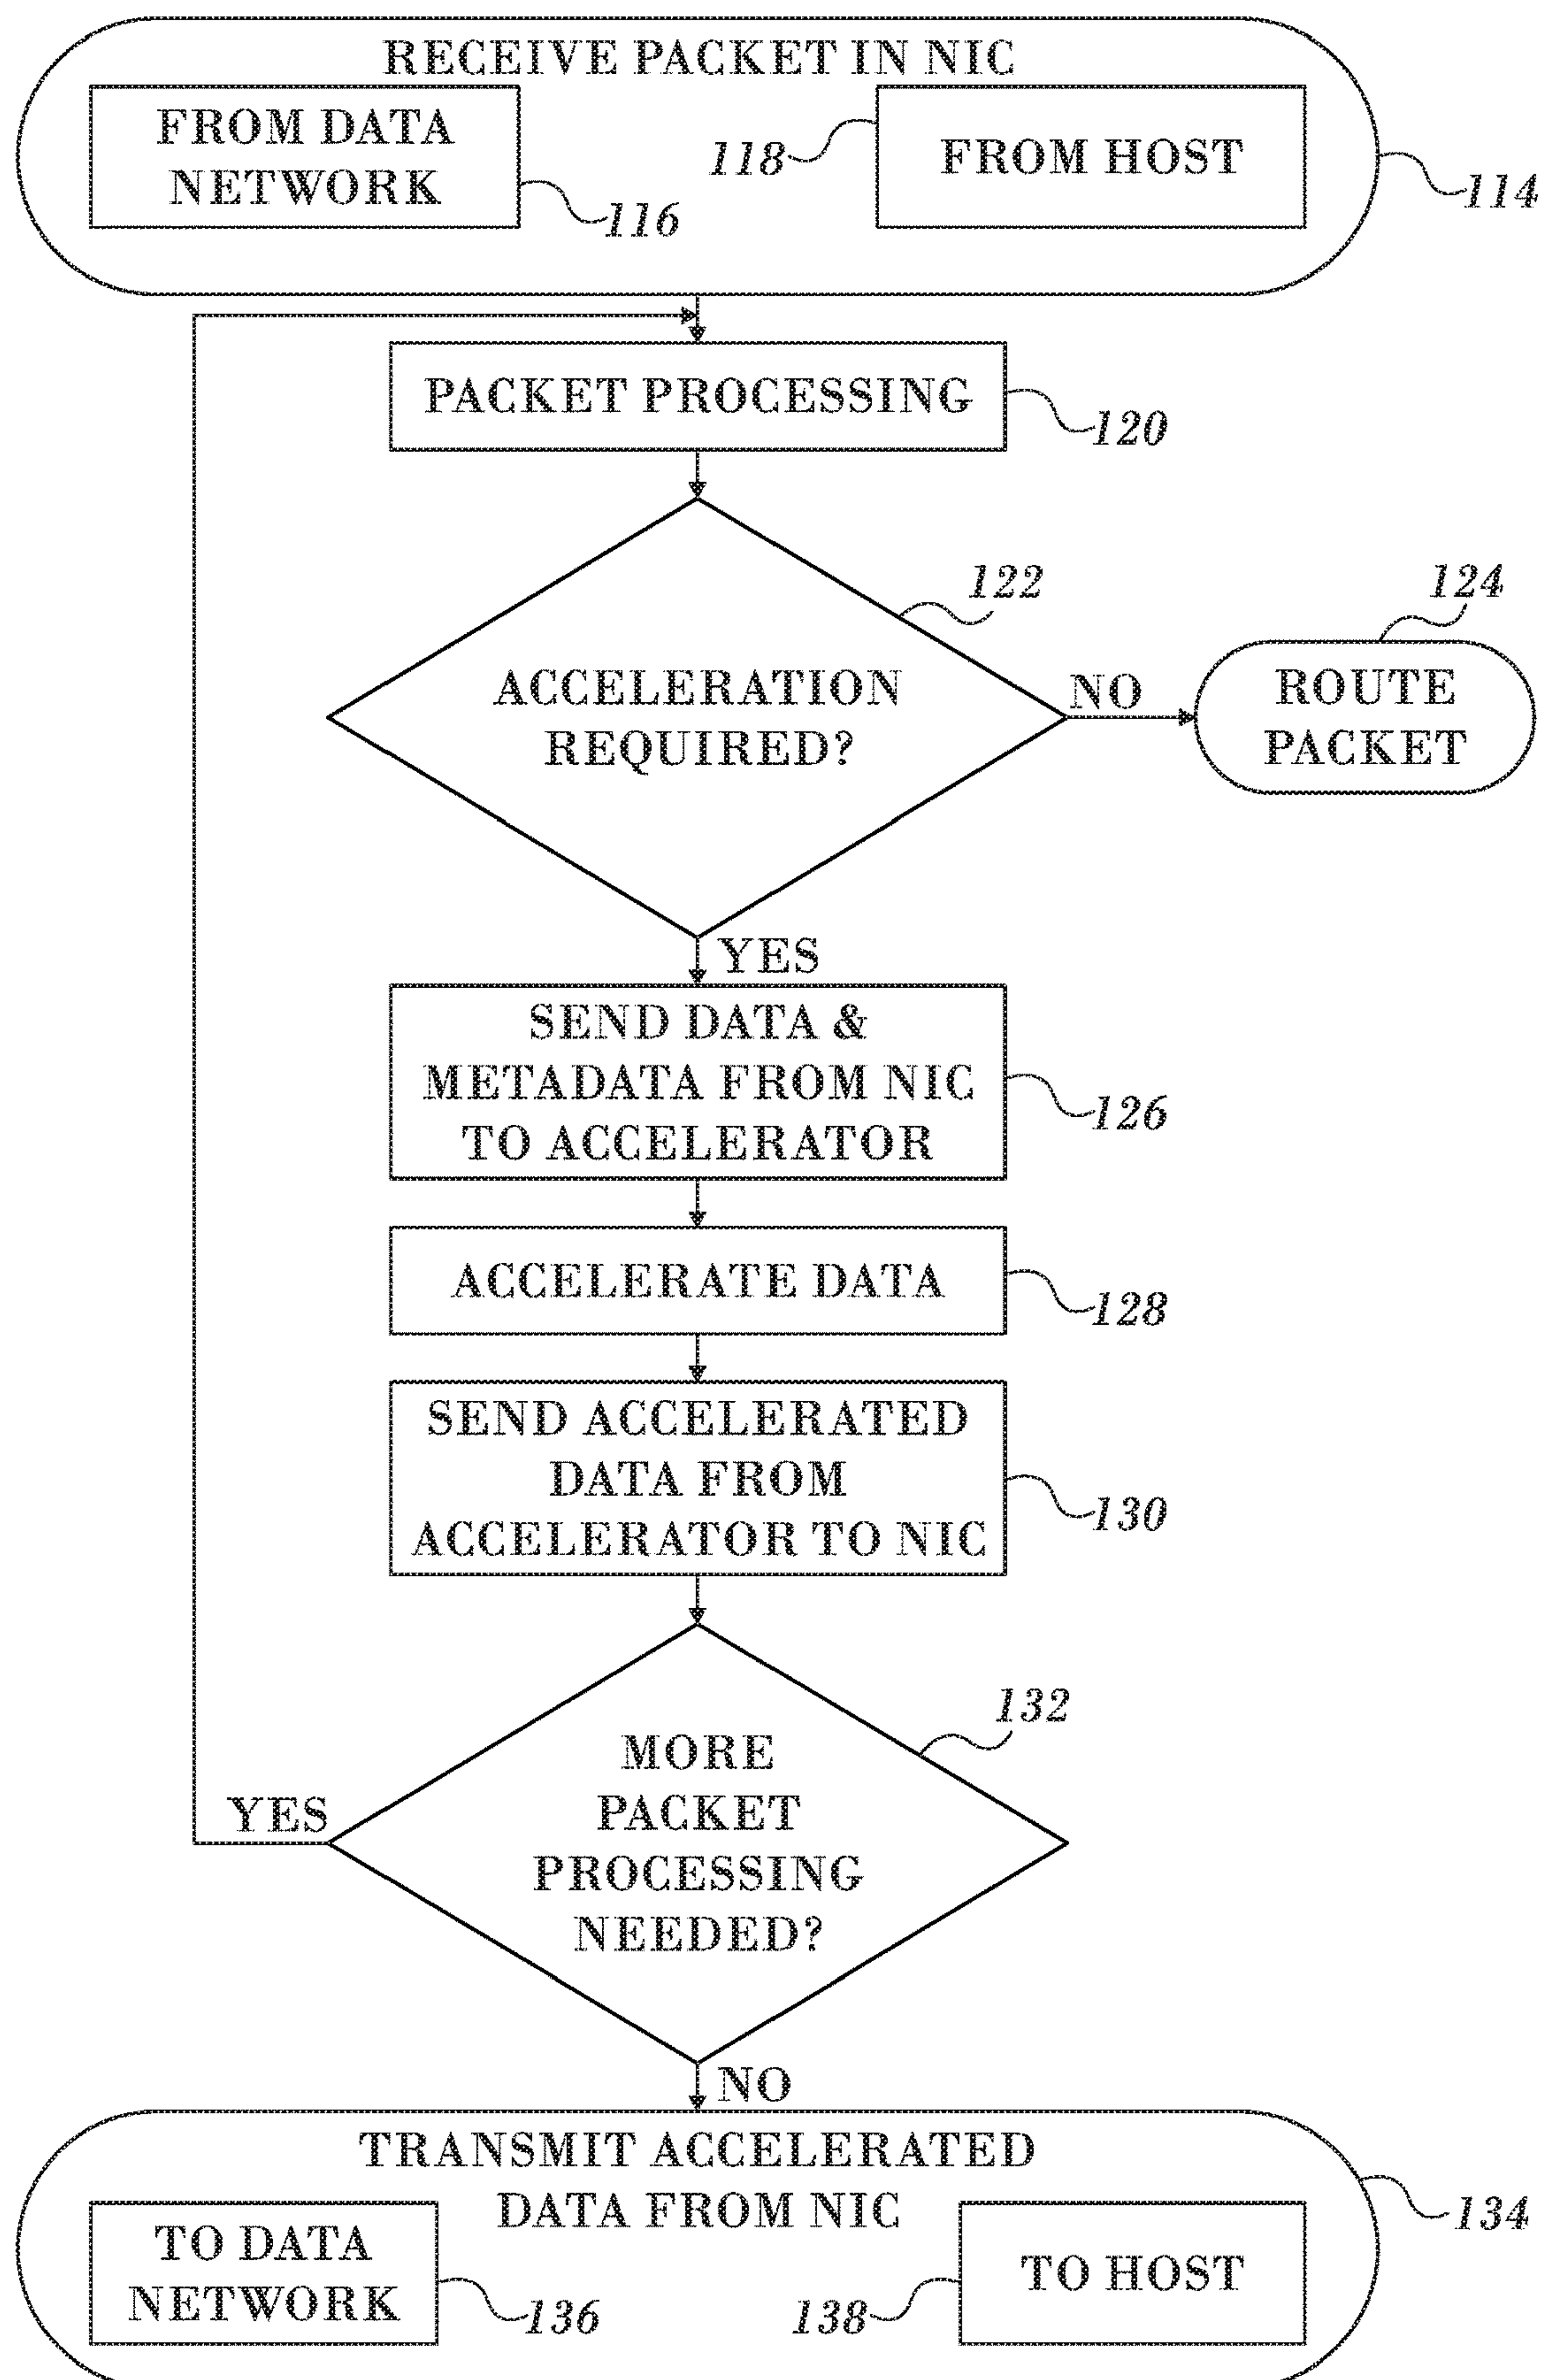 RECEIVE PACKET IN NIC
FROM DATA
NETWORK
116
118
FROM HOST
114
PACKET PROCESSING
120
122
ACCELERATION
REQUIRED?
NO
124
ROUTE
PACKET
YES
SEND DATA &
METADATA FROM NIC
TO ACCELERATOR
126
ACCELERATE DATA
128
SEND ACCELERATED
DATA FROM
ACCELERATOR TO NIC
130
132
MORE
PACKET
PROCESSING
NEEDED?
YES
NO
TRANSMIT ACCELERATED
DATA FROM NIC
134
TO DATA
NETWORK
136
138
TO HOST